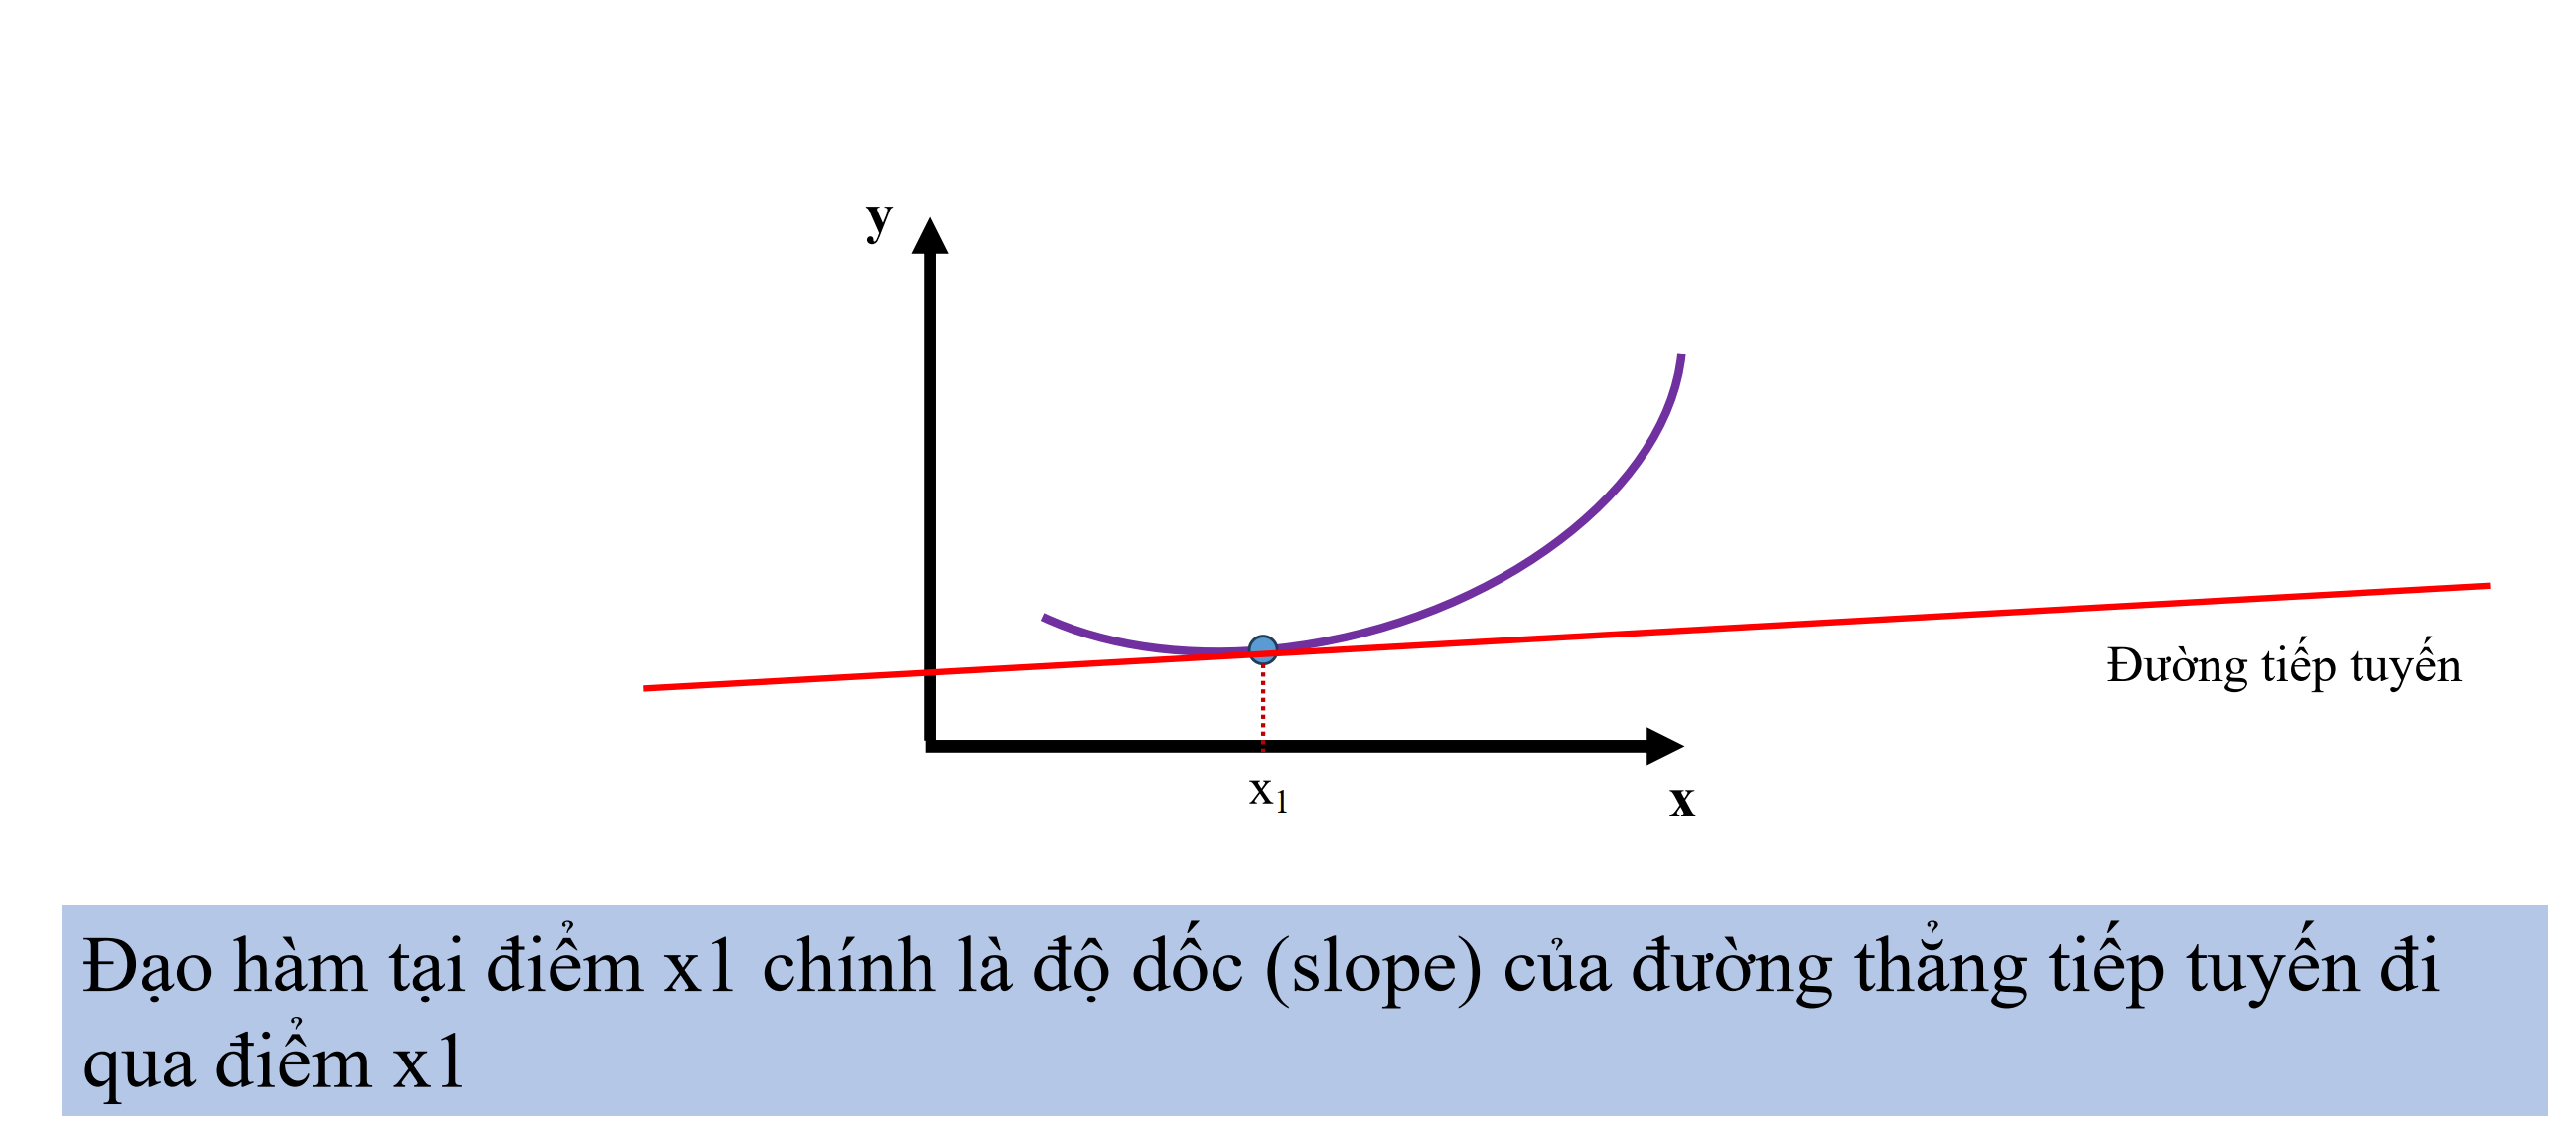 y
Đường tiếp tuyến
x₁
x
Đạo hàm tại điểm x1 chính là độ dốc (slope) của đường thẳng tiếp tuyến đi
qua điểm x1